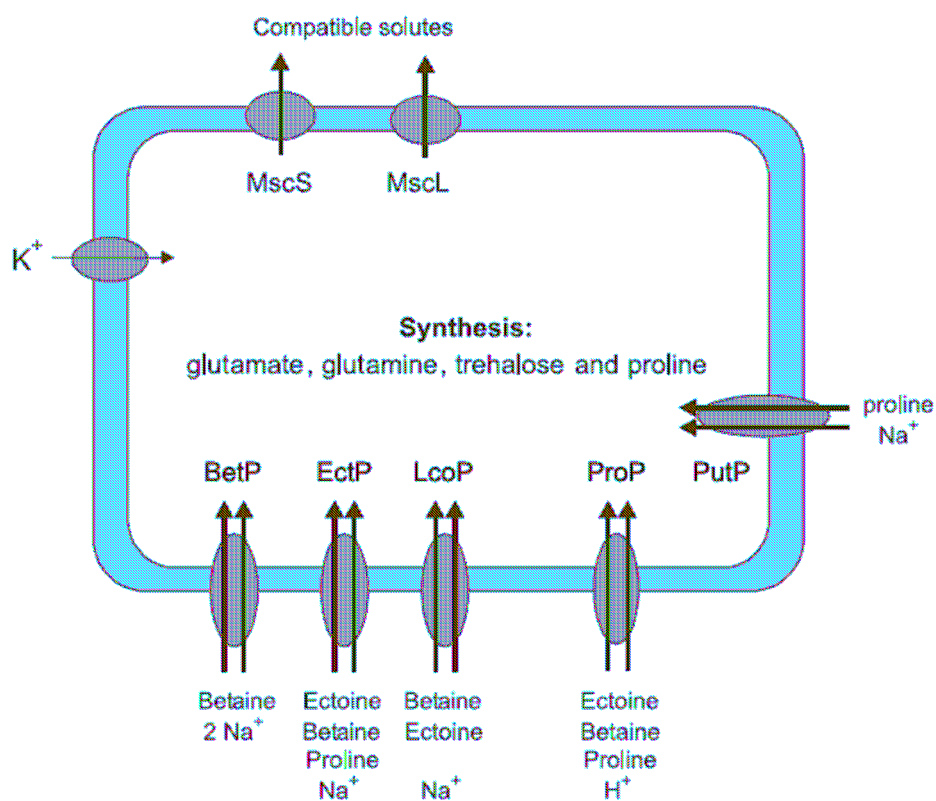 Compatible solutes
MscS
MscL
K⁺
Synthesis:
glutamate, glutamine, trehalose and proline
proline
Na⁺
BetP
EctP
LcoP
ProP
PutP
Betaine
2 Na⁺
Ectoine
Betaine
Proline
Na⁺
Betaine
Ectoine
Na⁺
Ectoine
Betaine
Proline
H⁺